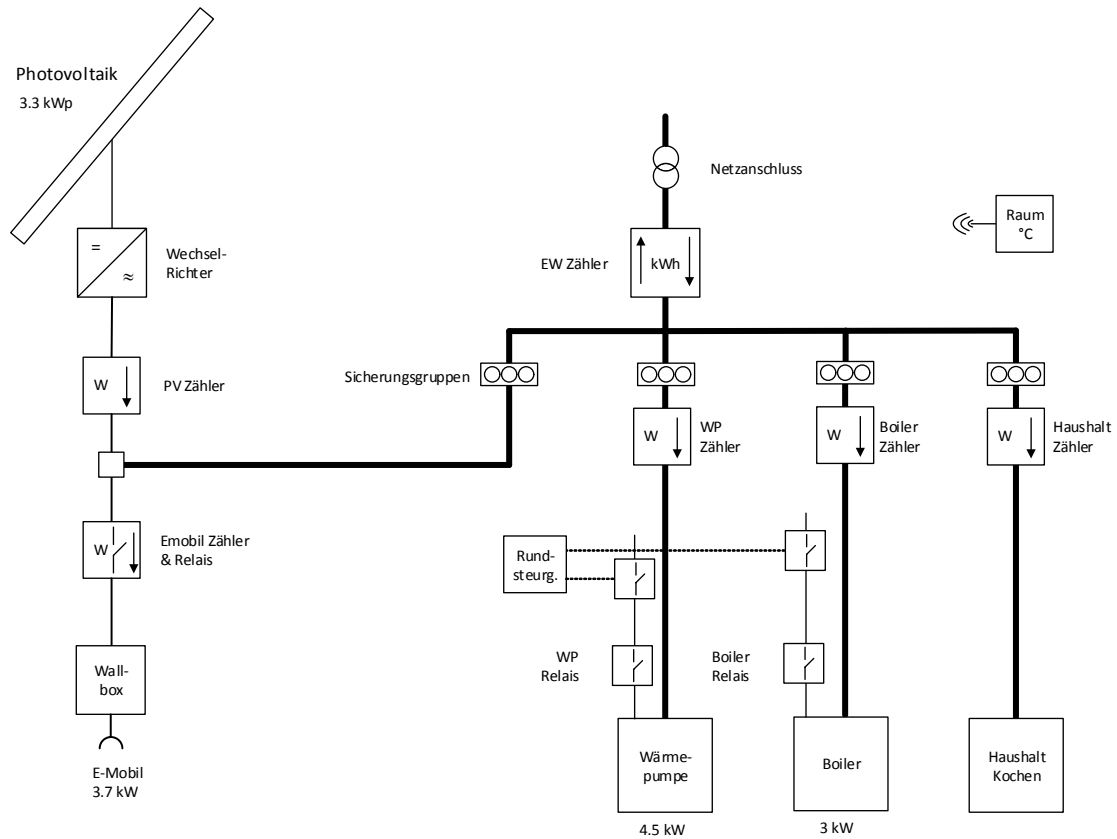 Photovoltaik
3.3 kWp
Netzanschluss
Raum
°C
=
≈
Wechsel-
Richter
EW Zähler
kWh
Sicherungsgruppen
W
PV Zähler
W
WP
Zähler
W
Boiler
Zähler
W
Haushalt
Zähler
W
Emobil Zähler
& Relais
Rund-
steurg.
Wall-
box
WP
Relais
Boiler
Relais
E-Mobil
3.7 kW
Wärme-
pumpe
Boiler
Haushalt
Kochen
4.5 kW
3 kW